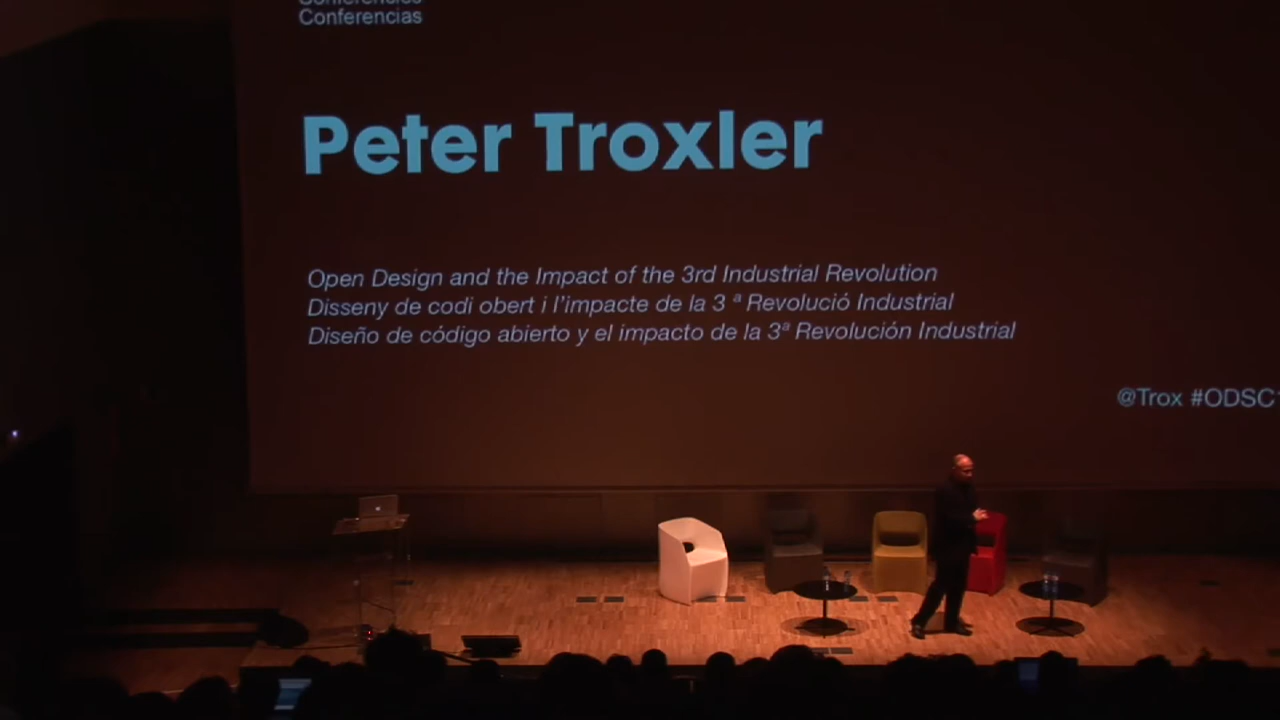 Conferencias
Peter Troxler
Open Design and the Impact of the 3rd Industrial Revolution
Disseny de codi obert i l'impacte de la 3 ª Revolució Industrial
Diseño de código abierto y el impacto de la 3ª Revolución Industrial
@Trox #ODSC